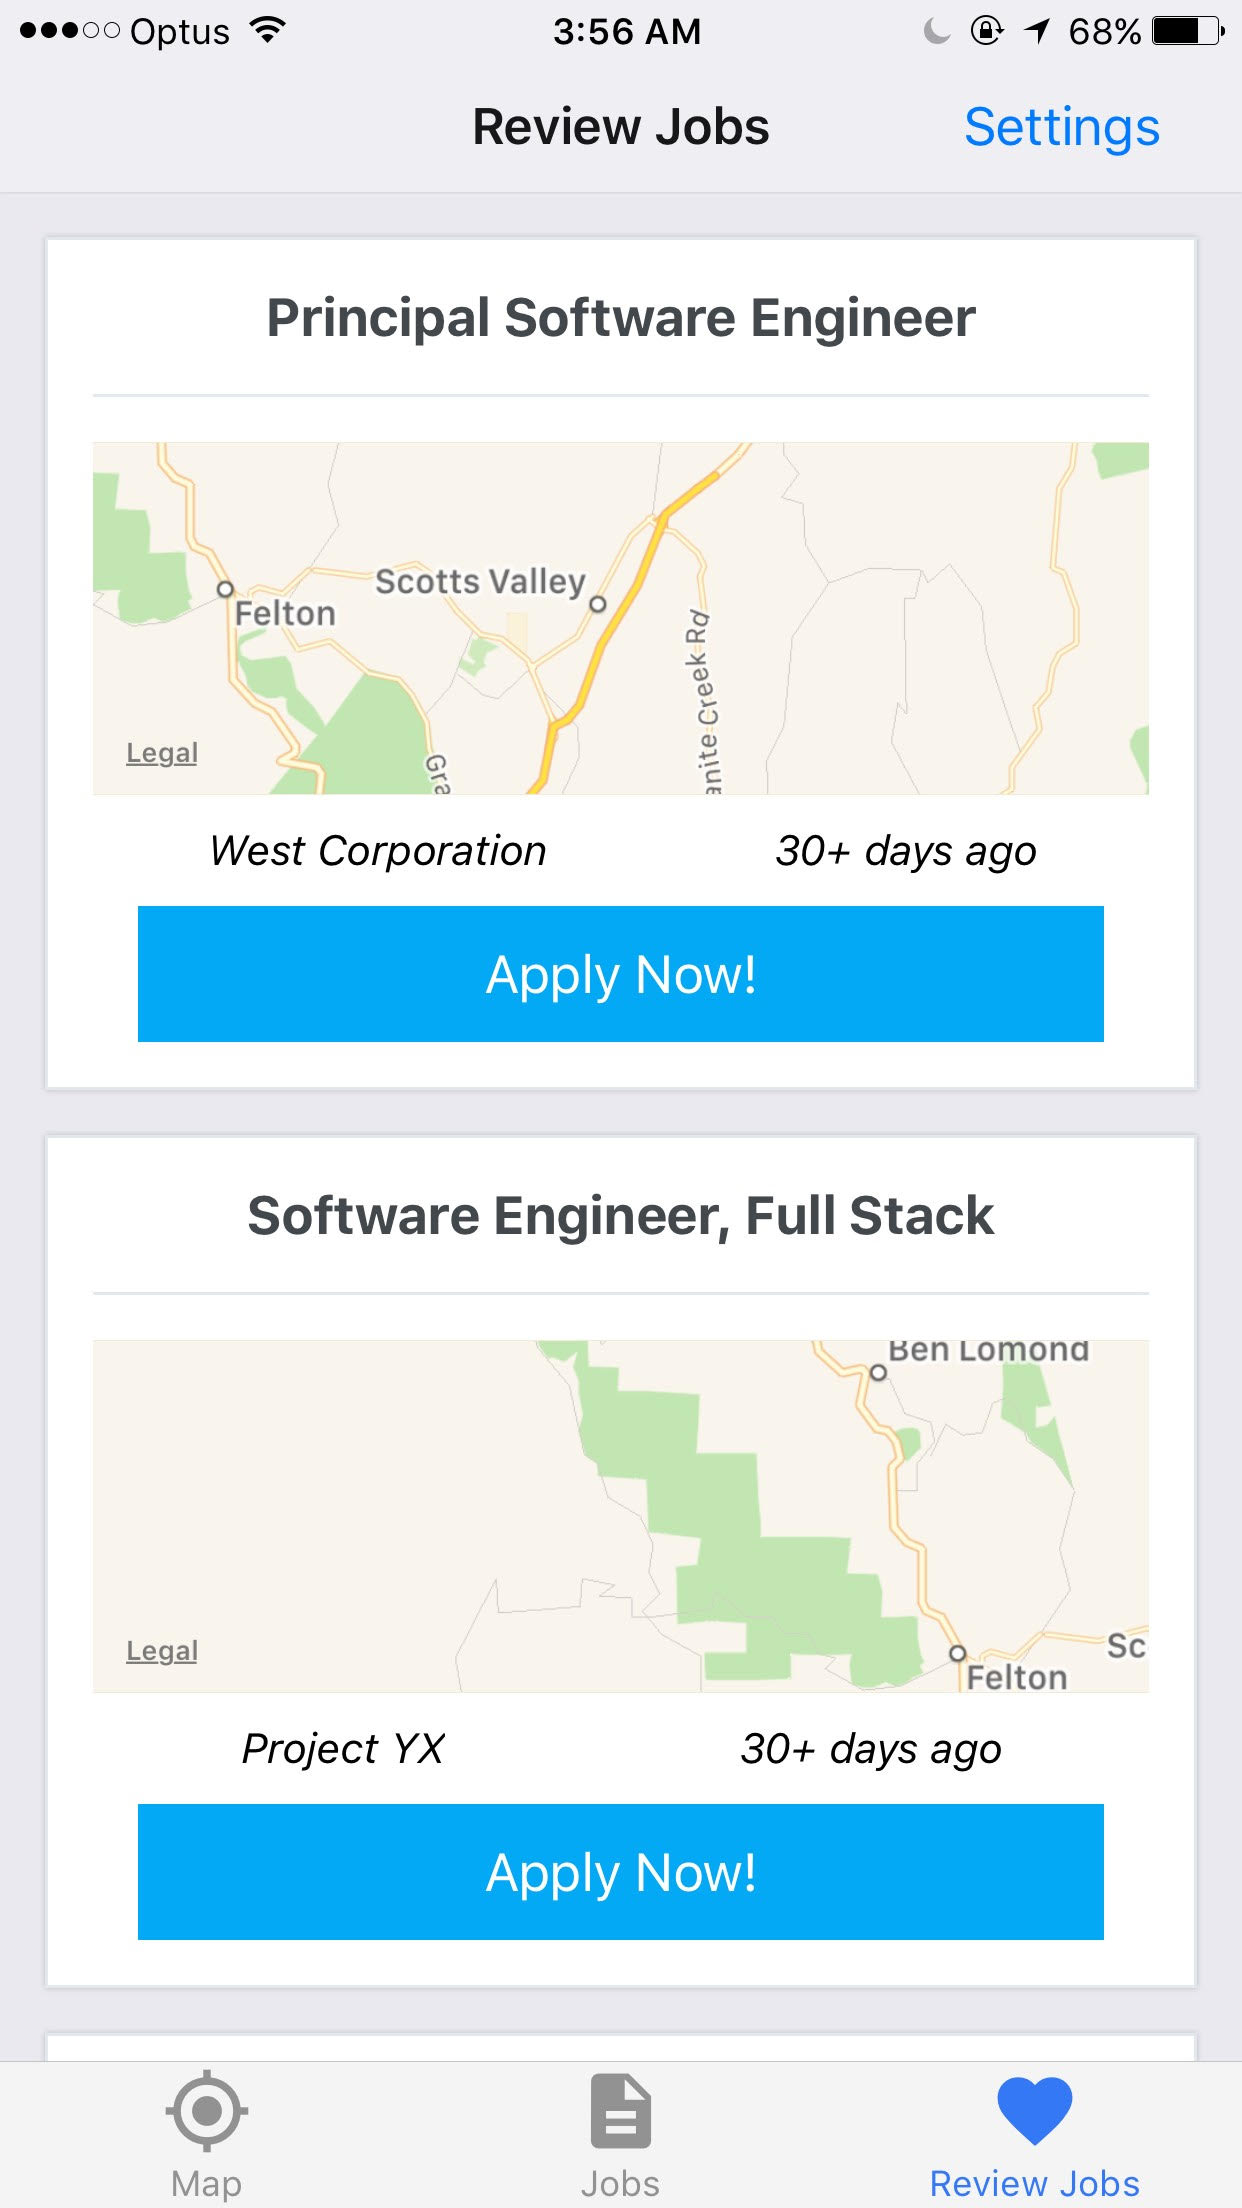 Optus 3:56 AM 68%
Review Jobs Settings
Principal Software Engineer
Scotts Valley
Felton
anite Creek Rd
Gra
Legal
West Corporation 30+ days ago
Apply Now!
Software Engineer, Full Stack
Ben Lomond
Sc
Legal
Felton
Project YX 30+ days ago
Apply Now!
Map Jobs Review Jobs